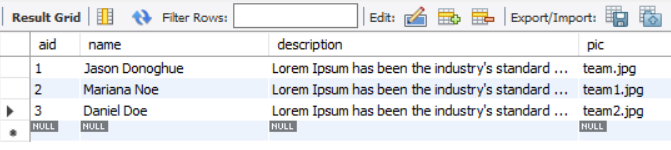 Result Grid Filter Rows: Edit: Export/Import:
aid name description pic
1 Jason Donoghue Lorem Ipsum has been the industry's standard ... team.jpg
2 Mariana Noe Lorem Ipsum has been the industry's standard ... team1.jpg
3 Daniel Doe Lorem Ipsum has been the industry's standard ... team2.jpg
NULL NULL NULL NULL